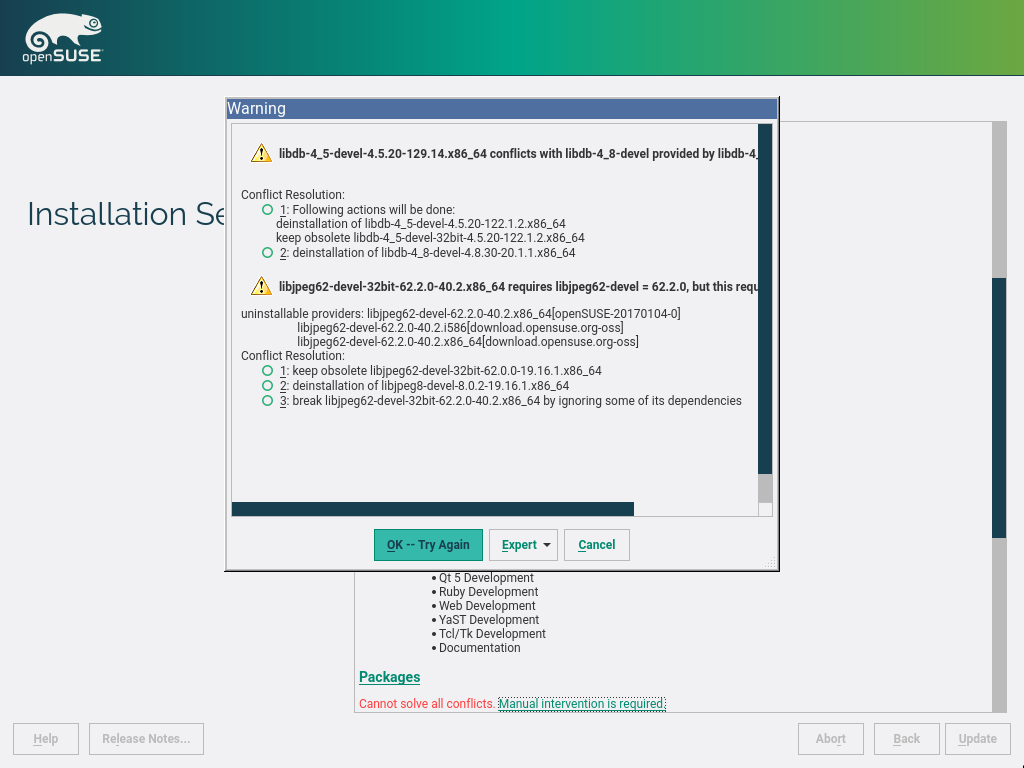 openSUSE
Warning
libdb-4_5-devel-4.5.20-129.14.x86_64 conflicts with libdb-4_8-devel provided by libdb-4_
Conflict Resolution:
1: Following actions will be done:
deinstallation of libdb-4_5-devel-4.5.20-122.1.2.x86_64
keep obsolete libdb-4_5-devel-32bit-4.5.20-122.1.2.x86_64
2: deinstallation of libdb-4_8-devel-4.8.30-20.1.1.x86_64
Installation Se
libjpeg62-devel-32bit-62.2.0-40.2.x86_64 requires libjpeg62-devel = 62.2.0, but this requ
uninstallable providers: libjpeg62-devel-62.2.0-40.2.x86_64[openSUSE-20170104-0]
libjpeg62-devel-62.2.0-40.2.i586[download.opensuse.org-oss]
libjpeg62-devel-62.2.0-40.2.x86_64[download.opensuse.org-oss]
Conflict Resolution:
1: keep obsolete libjpeg62-devel-32bit-62.0.0-19.16.1.x86_64
2: deinstallation of libjpeg8-devel-8.0.2-19.16.1.x86_64
3: break libjpeg62-devel-32bit-62.2.0-40.2.x86_64 by ignoring some of its dependencies
OK -- Try Again Expert Cancel
• Qt 5 Development
• Ruby Development
• Web Development
• YaST Development
• Tcl/Tk Development
• Documentation
Packages
Cannot solve all conflicts. Manual intervention is required.
Help Release Notes... Abort Back Update